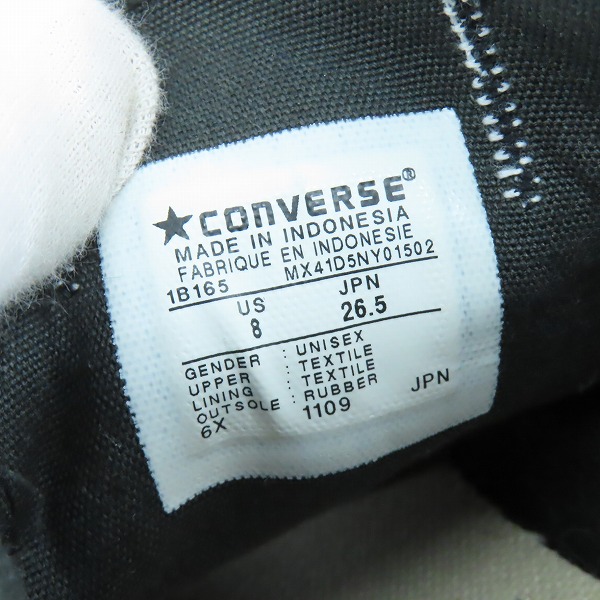 ★CONVERSE®
MADE IN INDONESIA
FABRIQUE EN INDONESIE
1B165 MX41D5NY01502
US JPN
8 26.5
GENDER : UNISEX
UPPER : TEXTILE
LINING : TEXTILE
OUTSOLE : RUBBER
6X 1109 JPN